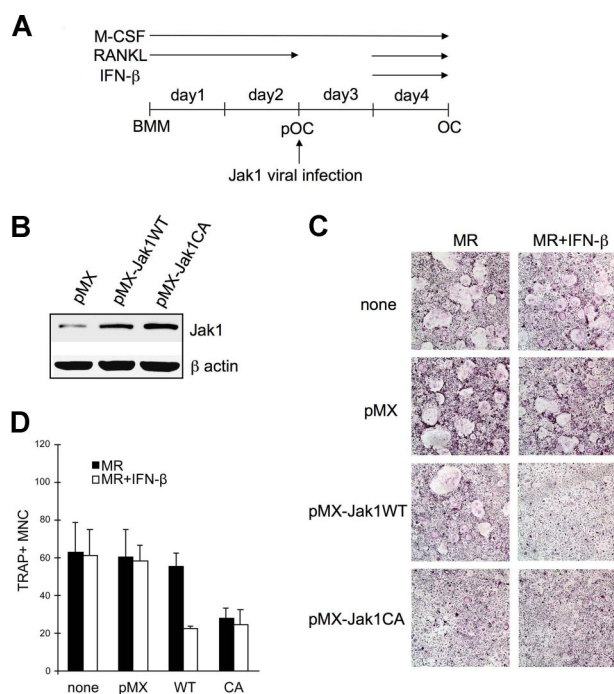 A
M-CSF
RANKL
IFN-β
day1 day2 day3 day4
BMM pOC OC
Jak1 viral infection
B
pMX
pMX-Jak1WT
pMX-Jak1CA
Jak1
β actin
C
MR MR+IFN-β
none
pMX
pMX-Jak1WT
pMX-Jak1CA
D
MR
MR+IFN-β
TRAP+ MNC
120
100
80
60
40
20
0
none pMX WT CA